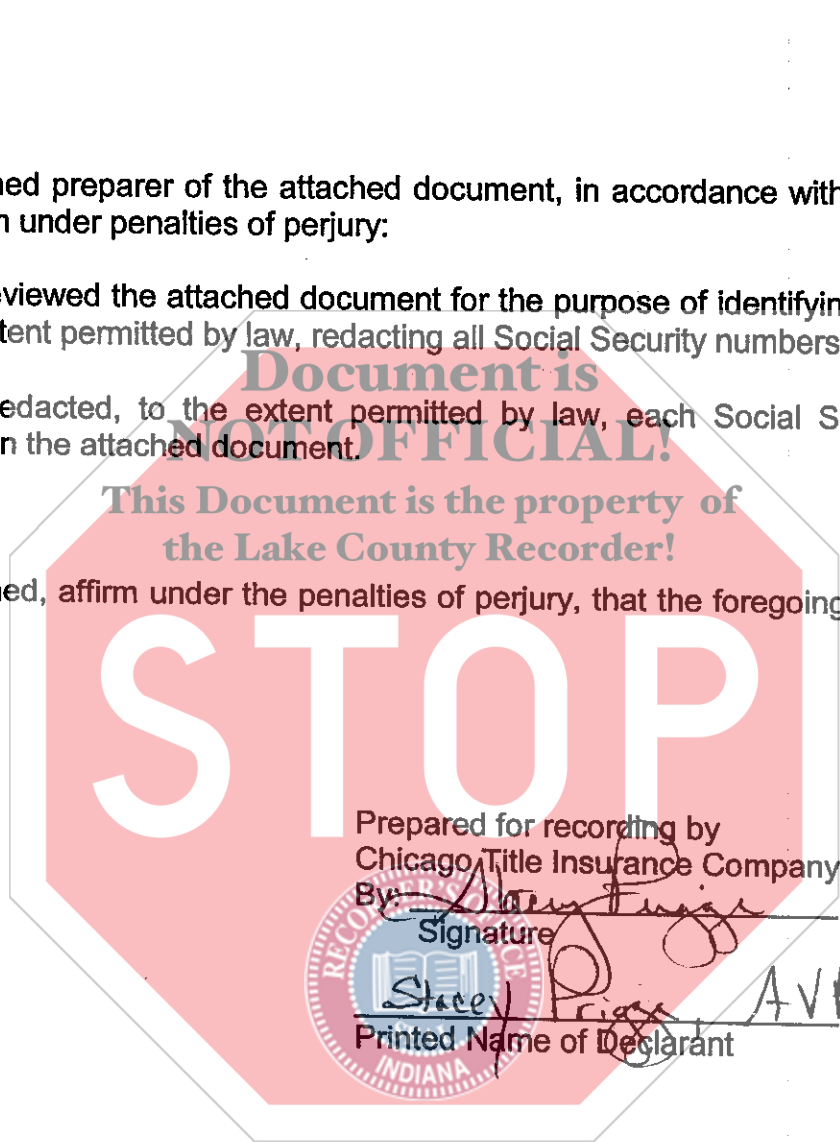 ned preparer of the attached document, in accordance with
n under penalties of perjury:
eviewed the attached document for the purpose of identifyin
tent permitted by law, redacting all Social Security numbers
Document is
edacted, to the extent permitted by law, each Social S
NOT OFFICIAL!
n the attached document.
This Document is the property of
the Lake County Recorder!
ned, affirm under the penalties of perjury, that the foregoing
STOP
Prepared for recording by
Chicago Title Insurance Company
By:
Signature
RECORDER'S OFFICE
Stacey Priggs, AV
Printed Name of Declarant
SEAL
INDIANA